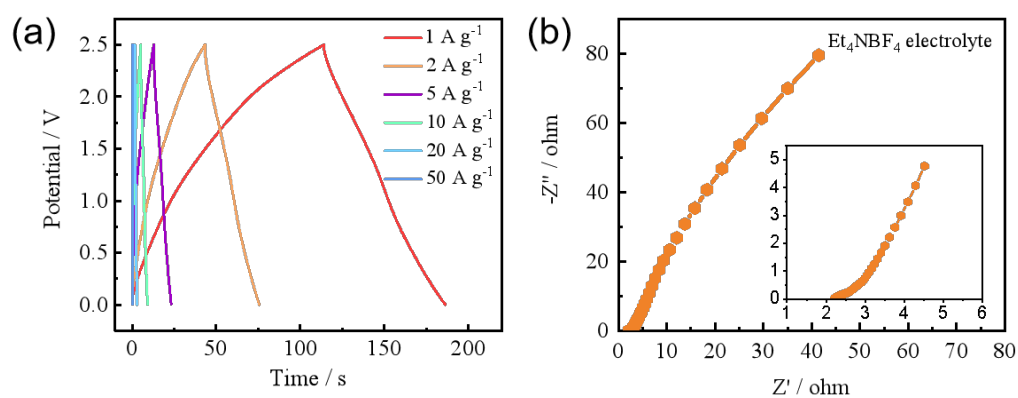 (a)
2.5
2.0
1.5
1.0
0.5
0.0
Potential / V
0
50
100
150
200
Time / s
1 A g⁻¹
2 A g⁻¹
5 A g⁻¹
10 A g⁻¹
20 A g⁻¹
50 A g⁻¹
(b)
Et₄NBF₄ electrolyte
80
60
40
20
0
-Z'' / ohm
0
10
20
30
40
50
60
70
80
Z' / ohm
5
4
3
2
1
0
1
2
3
4
5
6